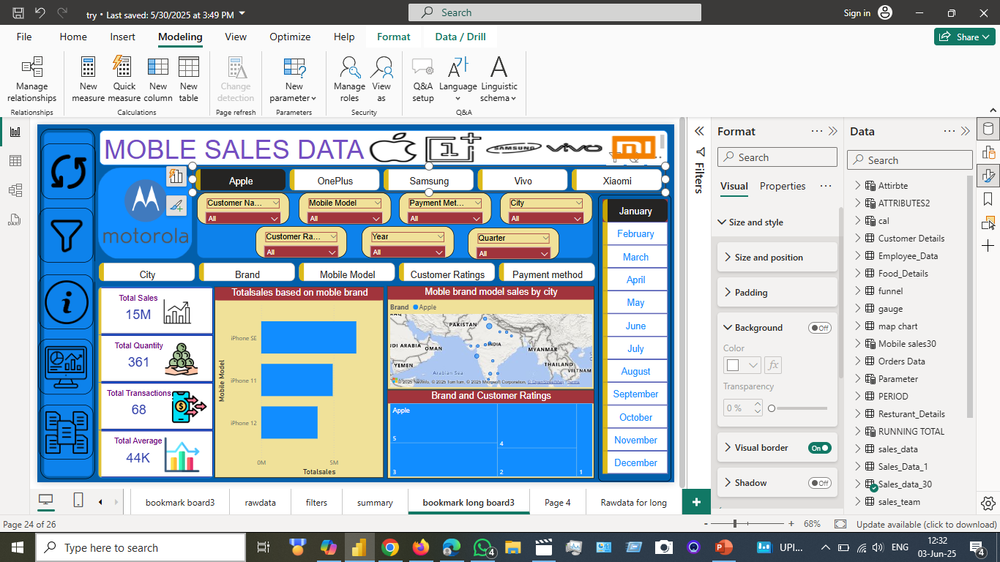 try • Last saved: 5/30/2025 at 3:49 PM
Search
Sign in
File Home Insert Modeling View Optimize Help Format Data / Drill
Share
Manage relationships
New measure
Quick measure
New column
New table
Change detection
New parameter
Manage roles
View as
Q&A setup
Language
Linguistic schema
Relationships
Calculations
Page refresh
Parameters
Security
Q&A
MOBLE SALES DATA
SAMSUNG
vivo
motorola
Apple OnePlus Samsung Vivo Xiaomi
Customer Na...
All
Mobile Model
All
Payment Met...
All
City
All
Customer Ra...
All
Year
All
Quarter
All
January
February
March
April
May
June
July
August
September
October
November
December
City Brand Mobile Model Customer Ratings Payment method
Total Sales
15M
Total Quantity
361
Total Transactions
68
Total Average
44K
Totalsales based on moble brand
Mobile Model
iPhone SE
iPhone 11
iPhone 12
0M 5M
Totalsales
Moble brand model sales by city
Brand Apple
PAKISTAN
OMAN
INDIA
MYANMAR
YEMEN
THAILAND
VIETNAM
Arabian Sea
© 2025 NavInfo, © 2025 TomTom, © 2025 Microsoft Corporation, © OpenStreetMap Terms
Brand and Customer Ratings
Apple
5
4
3
2
1
Filters
Format
Search
Visual Properties
Size and style
Size and position
Padding
Background Off
Color
fx
Transparency
0 %
Visual border On
Shadow Off
Data
Search
Attirbte
ATTRIBUTES2
cal
Customer Details
Employee_Data
Food_Details
funnel
gauge
map chart
Mobile sales30
Orders Data
Parameter
PERIOD
Resturant_Details
RUNNING TOTAL
sales_data
Sales_Data_1
Sales_data_30
sales_team
bookmark board3 rawdata filters summary bookmark long board3 Page 4 Rawdata for long
Page 24 of 26
68%
Update available (click to download)
Type here to search
4
UPI...
ENG
12:32
03-Jun-25
4